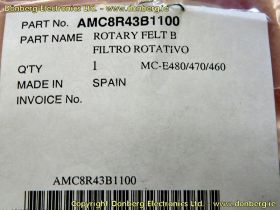 © Donberg Electronics Ltd. www.donberg.ie
PART No. AMC8R43B1100
PART NAME ROTARY FELT B
FILTRO ROTATIVO
Q'TY 1 MC-E480/470/460
MADE IN SPAIN
INVOICE No.
AMC8R43B1100
© Donberg Electronics Ltd. www.donberg.ie